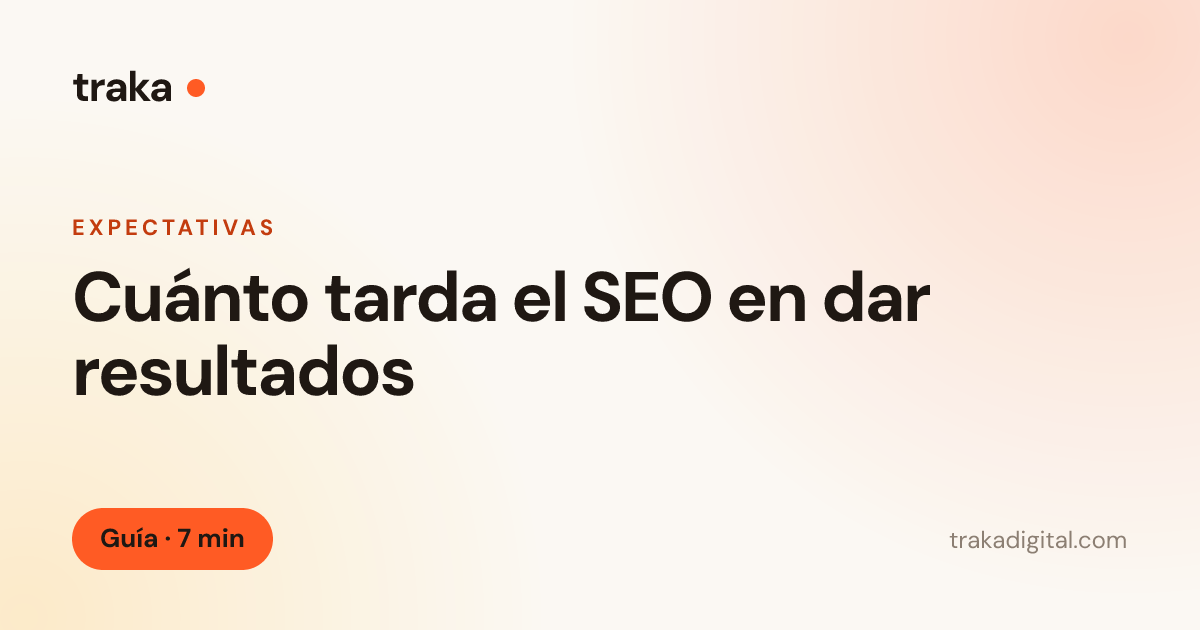 traka
EXPECTATIVAS
Cuánto tarda el SEO en dar
resultados
Guía · 7 min
trakadigital.com